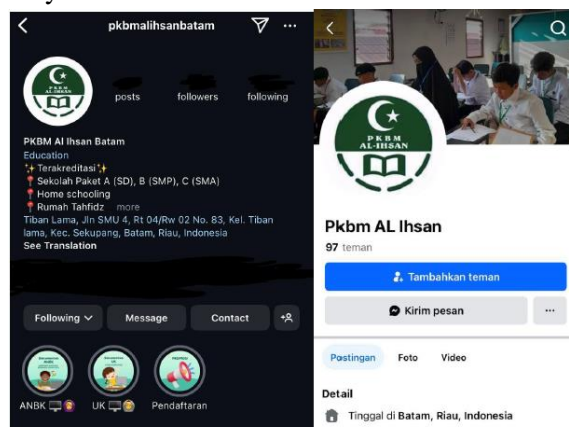 pkbmalihsanbatam
PKBM
AL-IHSAN
posts followers following
PKBM Al Ihsan Batam
Education
✨Terakreditasi✨
📍Sekolah Paket A (SD), B (SMP), C (SMA)
📍Home schooling
📍Rumah Tahfidz more
Tiban Lama, Jln SMU 4, Rt 04/Rw 02 No. 83, Kel. Tiban
lama, Kec. Sekupang, Batam, Riau, Indonesia
See Translation
Following Message Contact
ANBK UK Pendaftaran
PKBM
AL-IHSAN
Pkbm AL Ihsan
97 teman
Tambahkan teman
Kirim pesan
Postingan Foto Video
Detail
Tinggal di Batam, Riau, Indonesia